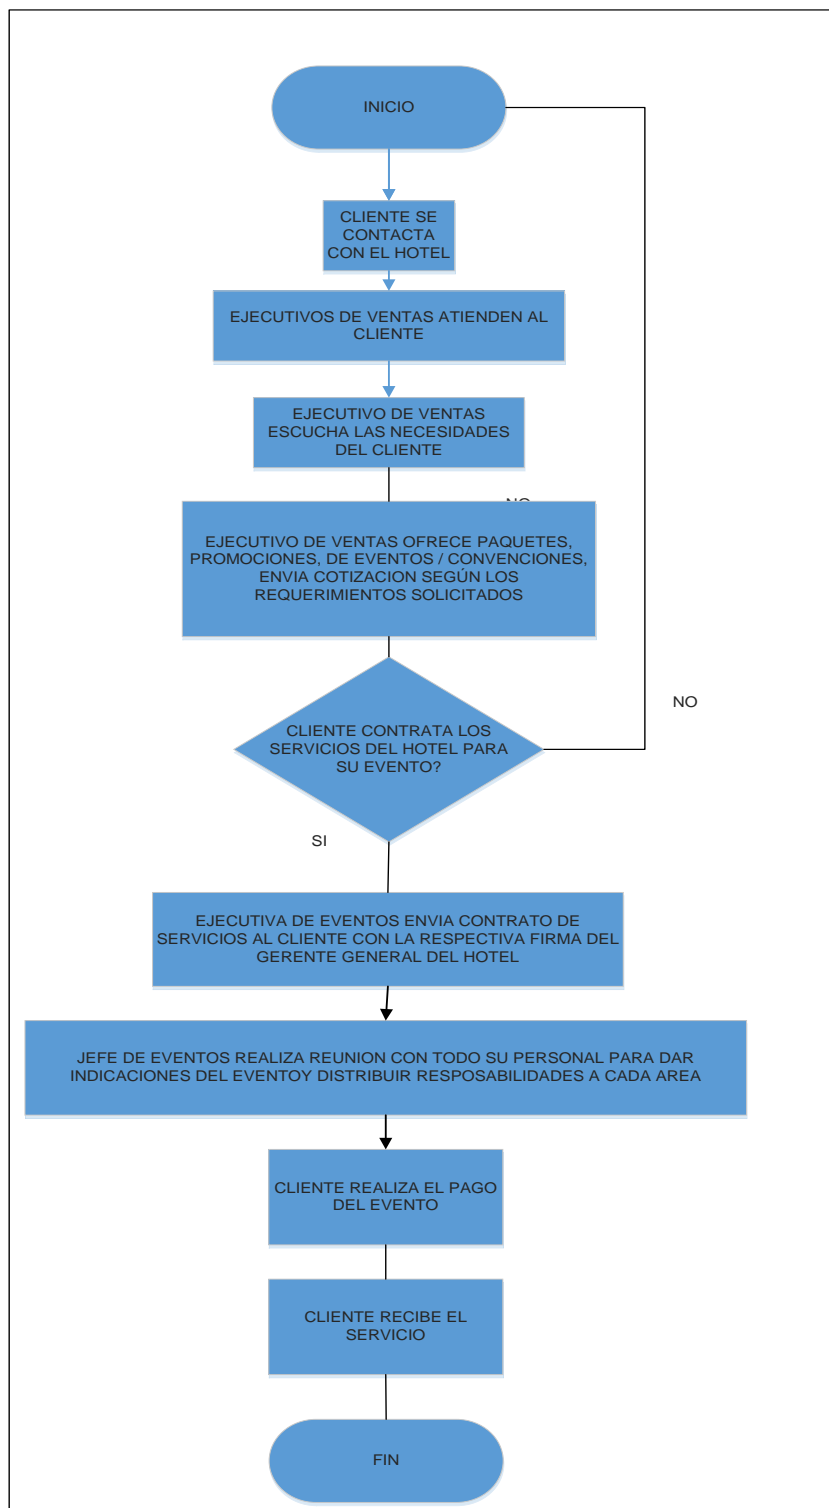 INICIO
CLIENTE SE
CONTACTA
CON EL HOTEL
EJECUTIVOS DE VENTAS ATIENDEN AL
CLIENTE
EJECUTIVO DE VENTAS
ESCUCHA LAS NECESIDADES
DEL CLIENTE
EJECUTIVO DE VENTAS OFRECE PAQUETES,
PROMOCIONES, DE EVENTOS / CONVENCIONES,
ENVIA COTIZACION SEGÚN LOS
REQUERIMIENTOS SOLICITADOS
NO
CLIENTE CONTRATA LOS
SERVICIOS DEL HOTEL PARA
SU EVENTO?
SI
EJECUTIVA DE EVENTOS ENVIA CONTRATO DE
SERVICIOS AL CLIENTE CON LA RESPECTIVA FIRMA DEL
GERENTE GENERAL DEL HOTEL
JEFE DE EVENTOS REALIZA REUNION CON TODO SU PERSONAL PARA DAR
INDICACIONES DEL EVENTOY DISTRIBUIR RESPOSABILIDADES A CADA AREA
CLIENTE REALIZA EL PAGO
DEL EVENTO
CLIENTE RECIBE EL
SERVICIO
FIN